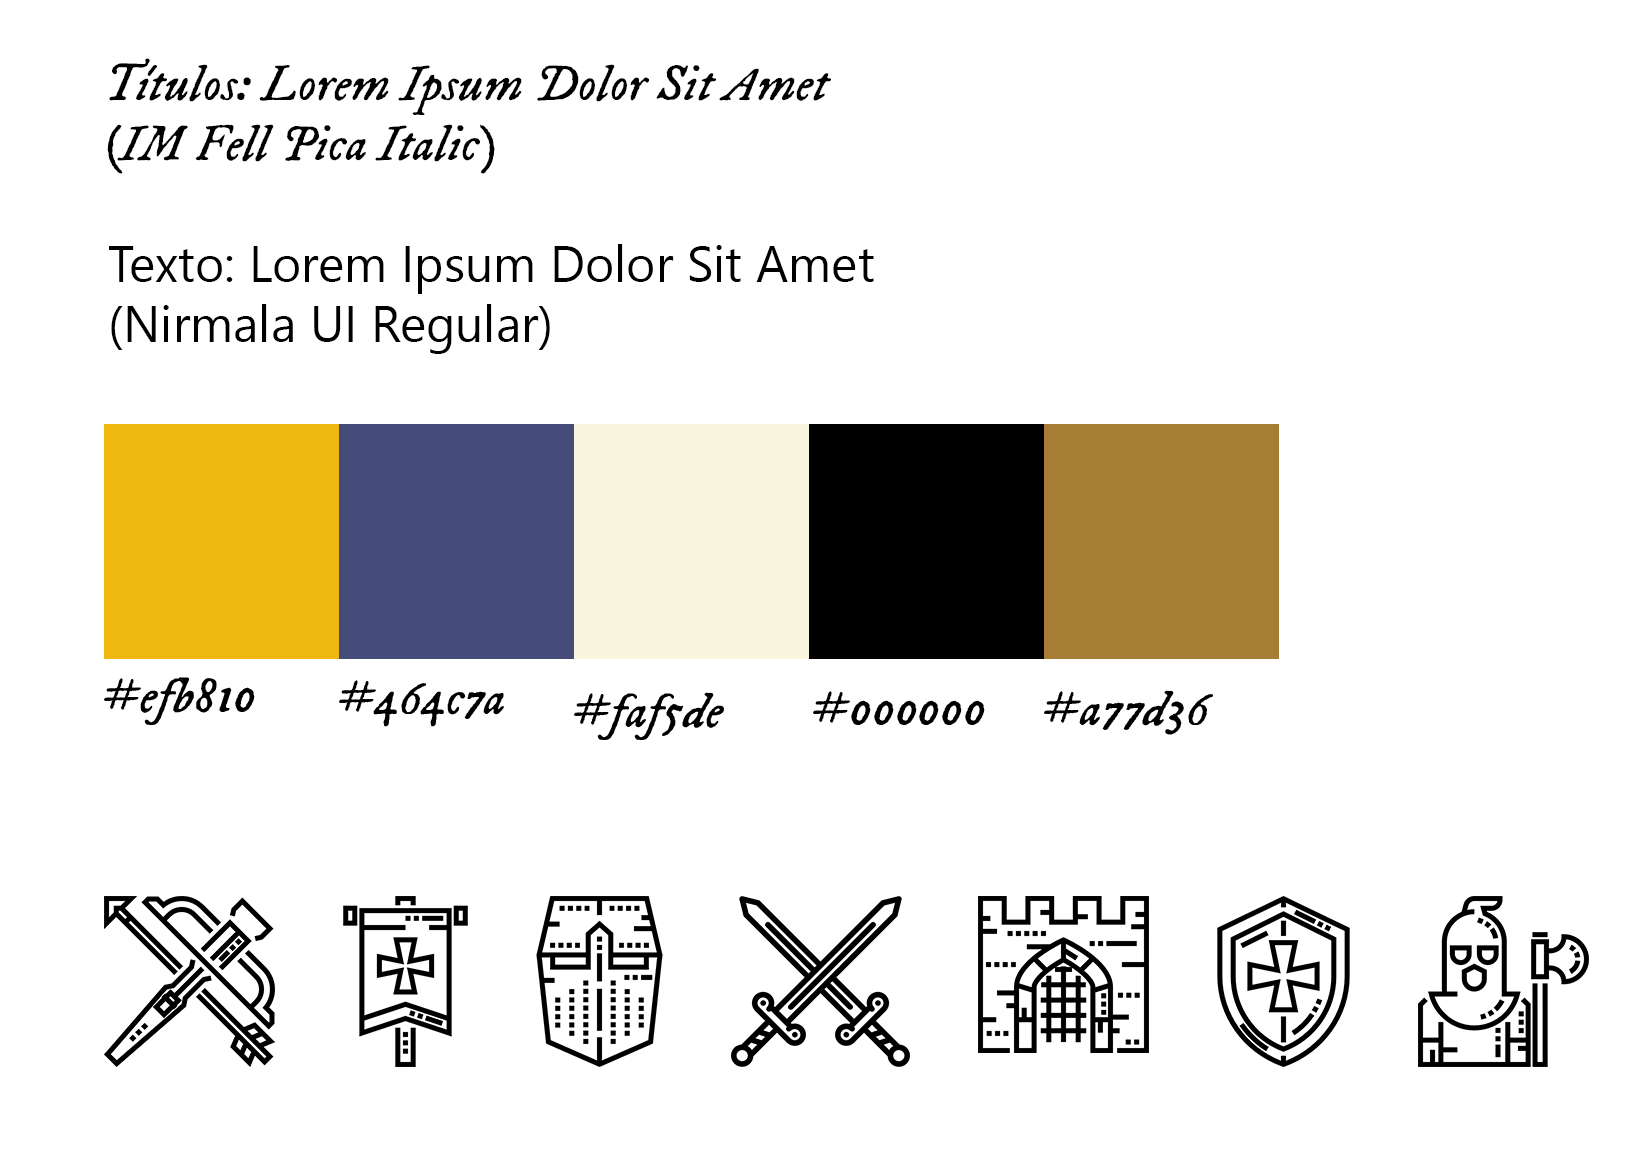 Títulos: Lorem Ipsum Dolor Sit Amet
(IM Fell Pica Italic)
Texto: Lorem Ipsum Dolor Sit Amet
(Nirmala UI Regular)
#efb810
#464c7a
#faf5de
#000000
#a77d36